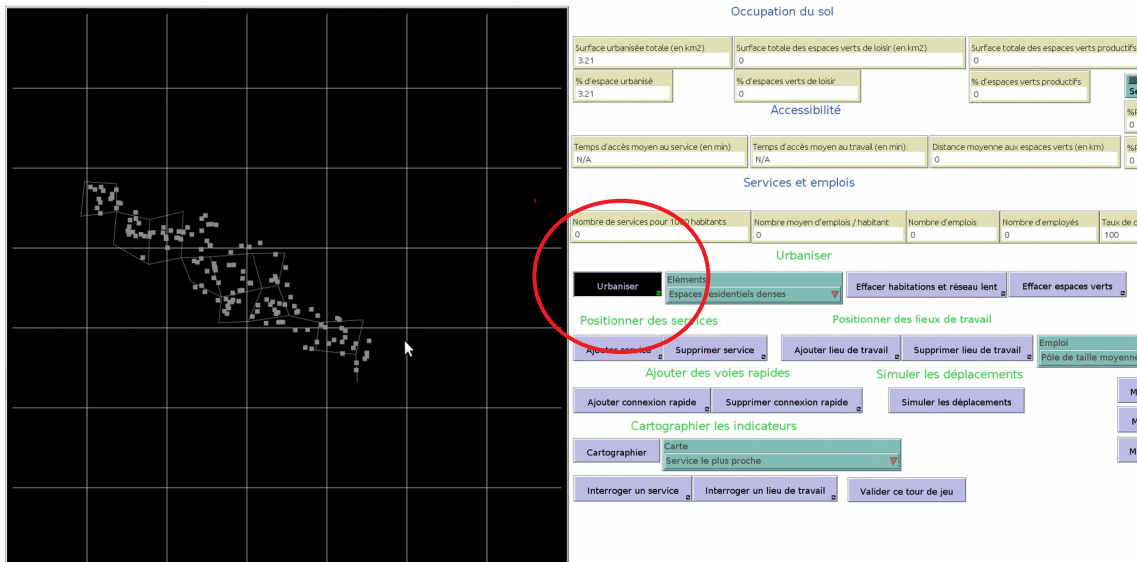 Occupation du sol
Surface urbanisée totale (en km2) Surface totale des espaces verts de loisir (en km2) Surface totale des espaces verts productifs
3.21 0 0
% d'espace urbanisé % d'espaces verts de loisir % d'espaces verts productifs
3.21 0 0
Accessibilité
Temps d'accès moyen au service (en min) Temps d'accès moyen au travail (en min) Distance moyenne aux espaces verts (en km)
N/A N/A 0 0
Services et emplois
Nombre de services pour 1000 habitants Nombre moyen d'emplois / habitant Nombre d'emplois Nombre d'employés Taux de c
0 0 0 0 100
Urbaniser
Urbaniser Eléments Effacer habitations et réseau lent Effacer espaces verts
Espaces résidentiels denses
Positionner des services Positionner des lieux de travail
Ajouter service Supprimer service Ajouter lieu de travail Supprimer lieu de travail Emploi
Pôle de taille moyenne
Ajouter des voies rapides Simuler les déplacements
Ajouter connexion rapide Supprimer connexion rapide Simuler les déplacements
Cartographier les indicateurs
Cartographier Carte
Service le plus proche
Interroger un service Interroger un lieu de travail Valider ce tour de jeu